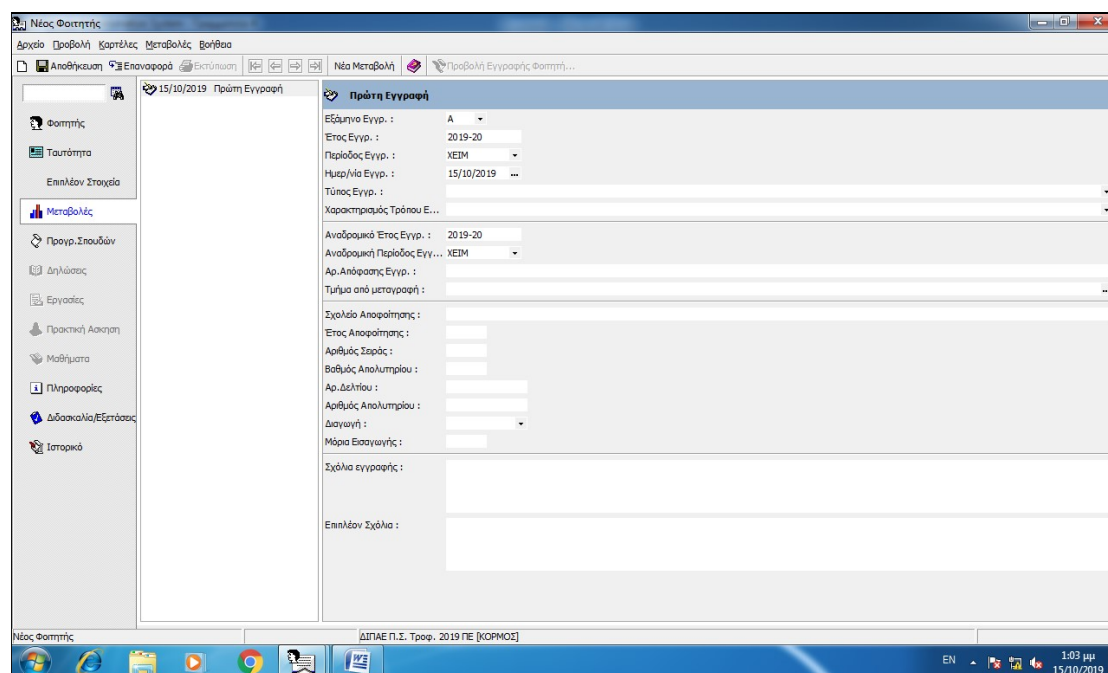 Νέος Φοιτητής
Αρχείο Προβολή Καρτέλες Μεταβολές Βοήθεια
Αποθήκευση Επαναφορά Εκτύπωση Νέα Μεταβολή Προβολή Εγγραφής Φοιτητή...
15/10/2019 Πρώτη Εγγραφή
Φοιτητής
Ταυτότητα
Επιπλέον Στοιχεία
Μεταβολές
Προγρ.Σπουδών
Δηλώσεις
Εργασίες
Πρακτική Ασκηση
Μαθήματα
Πληροφορίες
Διδασκαλία/Εξετάσεις
Ιστορικό
Πρώτη Εγγραφή
Εξάμηνο Εγγρ. : Α
Έτος Εγγρ. : 2019-20
Περίοδος Εγγρ. : ΧΕΙΜ
Ημερ/νία Εγγρ. : 15/10/2019 ...
Τύπος Εγγρ. :
Χαρακτηρισμός Τρόπου Ε...
Αναδρομικό Έτος Εγγρ. : 2019-20
Αναδρομική Περίοδος Εγγ... ΧΕΙΜ
Αρ.Απόφασης Εγγρ. :
Τμήμα από μεταγραφή :
Σχολείο Αποφοίτησης :
Έτος Αποφοίτησης :
Αριθμός Σειράς :
Βαθμός Απολυτηρίου :
Αρ.Δελτίου :
Αριθμός Απολυτηρίου :
Διαγωγή :
Μόρια Εισαγωγής :
Σχόλια εγγραφής :
Επιπλέον Σχόλια :
Νέος Φοιτητής ΔΙΠΑΕ Π.Σ. Τροφ. 2019 ΠΕ [ΚΟΡΜΟΣ]
EN 1:03 μμ
15/10/2019